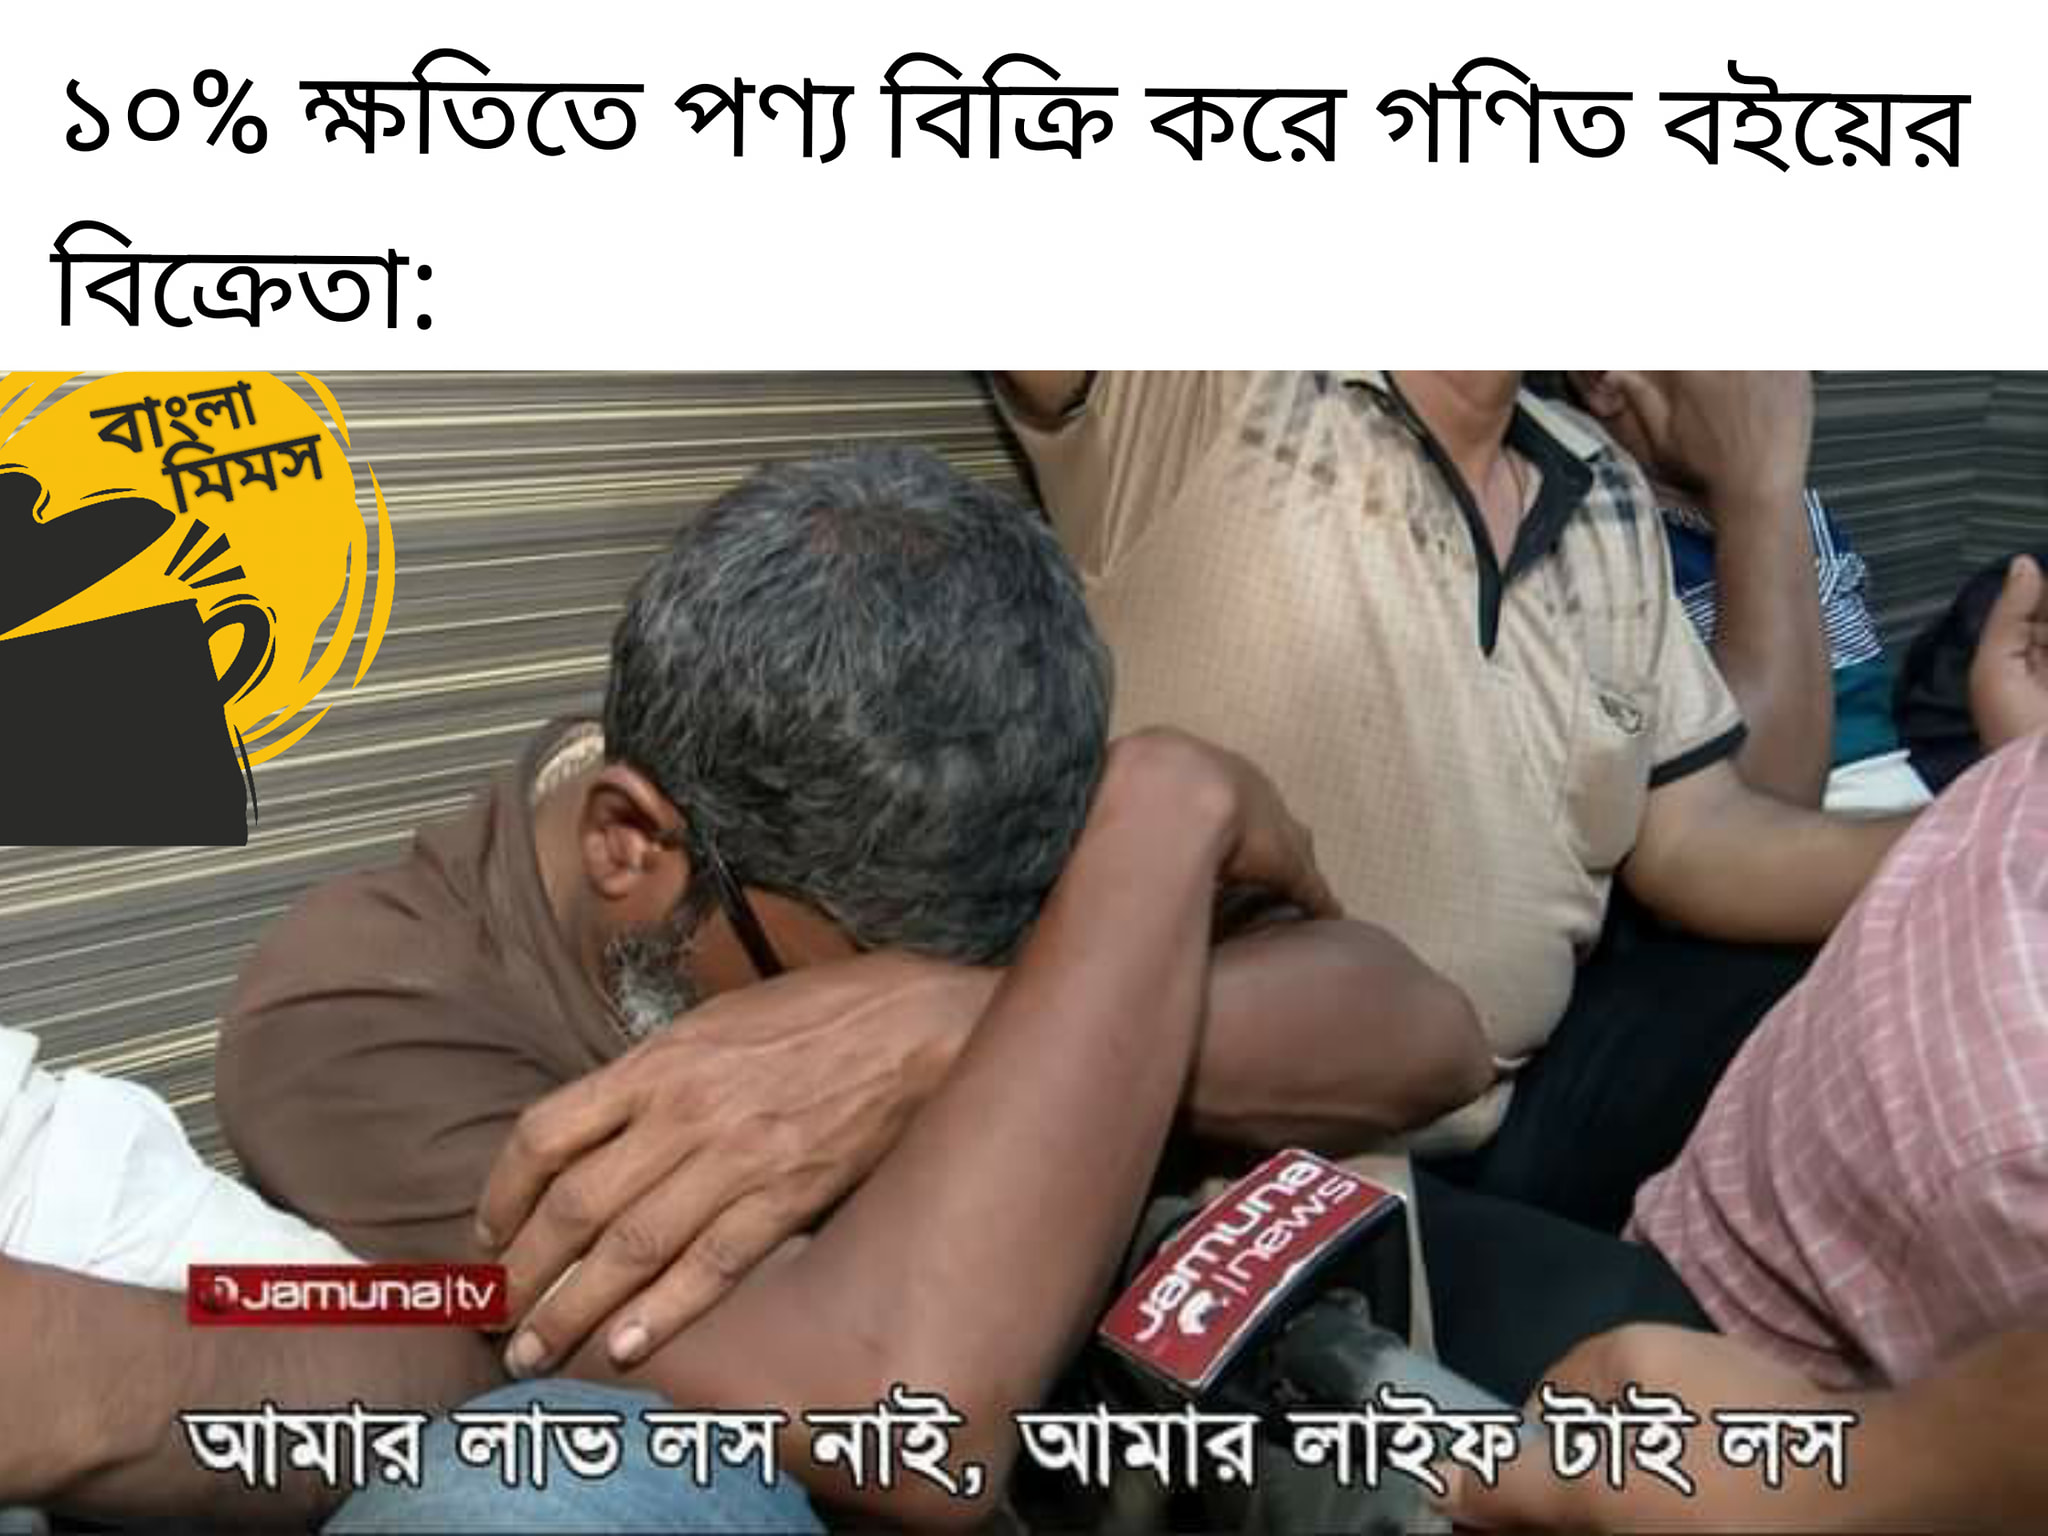 ১০% ক্ষতিতে পণ্য বিক্রি করে গণিত বইয়ের
বিক্রেতা:
বাংলা
মিমস
Jamuna|tv
Jamuna
news
আমার লাভ লস নাই, আমার লাইফ টাই লস